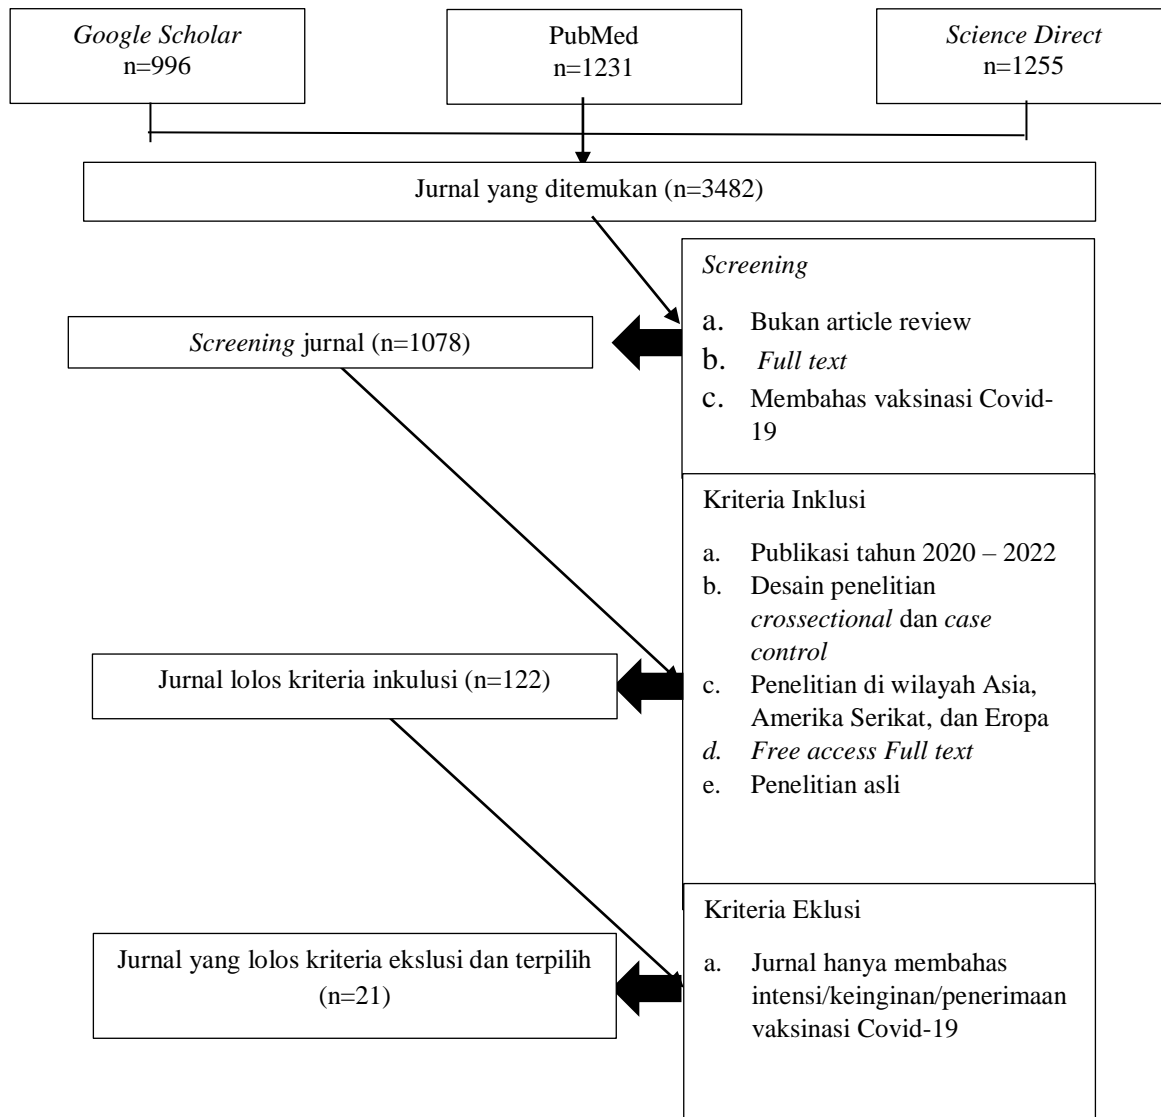 Google Scholar
n=996
PubMed
n=1231
Science Direct
n=1255
Jurnal yang ditemukan (n=3482)
Screening
a. Bukan article review
b. Full text
c. Membahas vaksinasi Covid-
19
Screening jurnal (n=1078)
Kriteria Inklusi
a. Publikasi tahun 2020 – 2022
b. Desain penelitian
crossectional dan case
control
c. Penelitian di wilayah Asia,
Amerika Serikat, dan Eropa
d. Free access Full text
e. Penelitian asli
Jurnal lolos kriteria inkulusi (n=122)
Kriteria Eklusi
a. Jurnal hanya membahas
intensi/keinginan/penerimaan
vaksinasi Covid-19
Jurnal yang lolos kriteria ekslusi dan terpilih
(n=21)